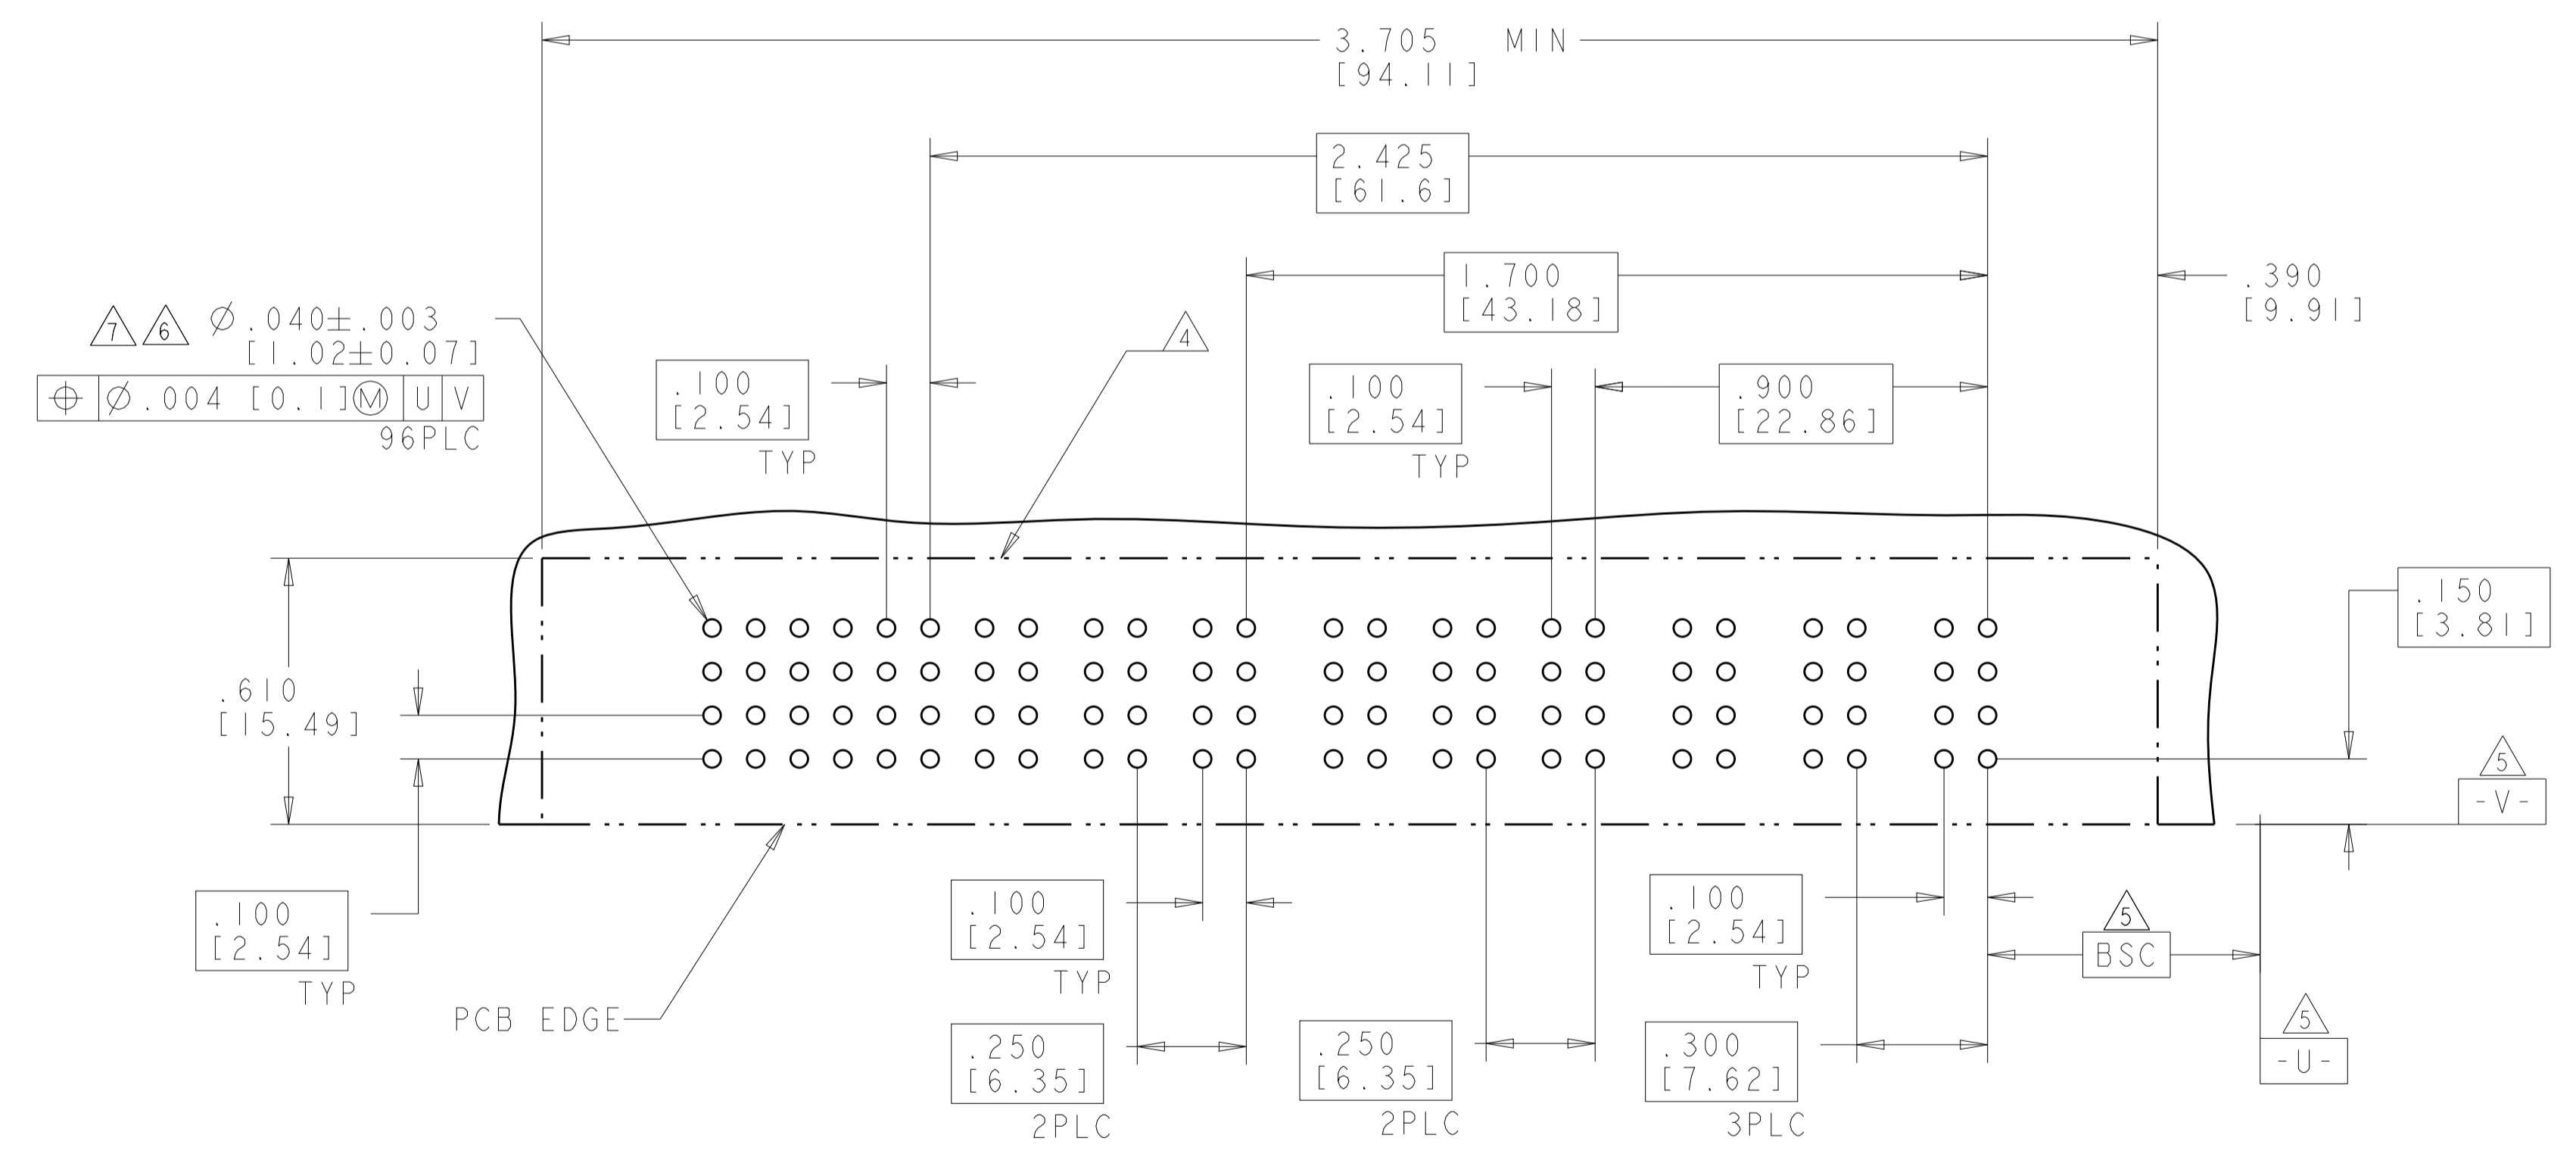 3.705 MIN
[94.11]
2.425
[61.6]
1.700
[43.18]
.390
[9.91]
7 6 Ø.040±.003
[1.02±0.07]
⌖ Ø.004 [0.1]Ⓜ U V
96PLC
4
.100
[2.54]
TYP
.100
[2.54]
TYP
.900
[22.86]
.150
[3.81]
.610
[15.49]
5
-V-
.100
[2.54]
TYP
.100
[2.54]
TYP
.100
[2.54]
TYP
5
BSC
PCB EDGE
.250
[6.35]
2PLC
.250
[6.35]
2PLC
.300
[7.62]
3PLC
5
-U-